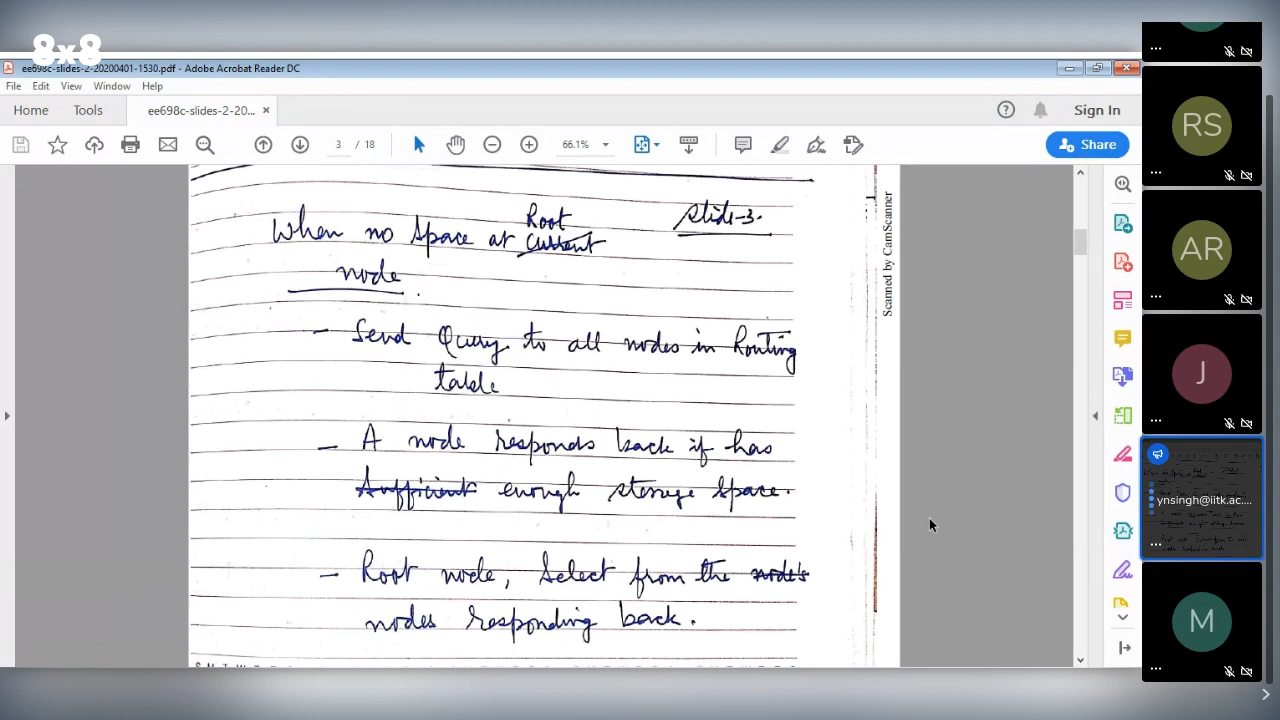 8x8
ee698c-slides-2-20200401-1530.pdf - Adobe Acrobat Reader DC
File Edit View Window Help
Home Tools ee698c-slides-2-20... × Sign In
3 / 18 66.1% Share
Slide-3.
Root
When no space at current
node.
- Send Query to all nodes in Routing
table
- A node responds back if has
sufficient enough storage space.
- Root node, select from the node's
nodes responding back.
Scanned by CamScanner
RS
AR
J
ynsingh@iitk.ac....
M